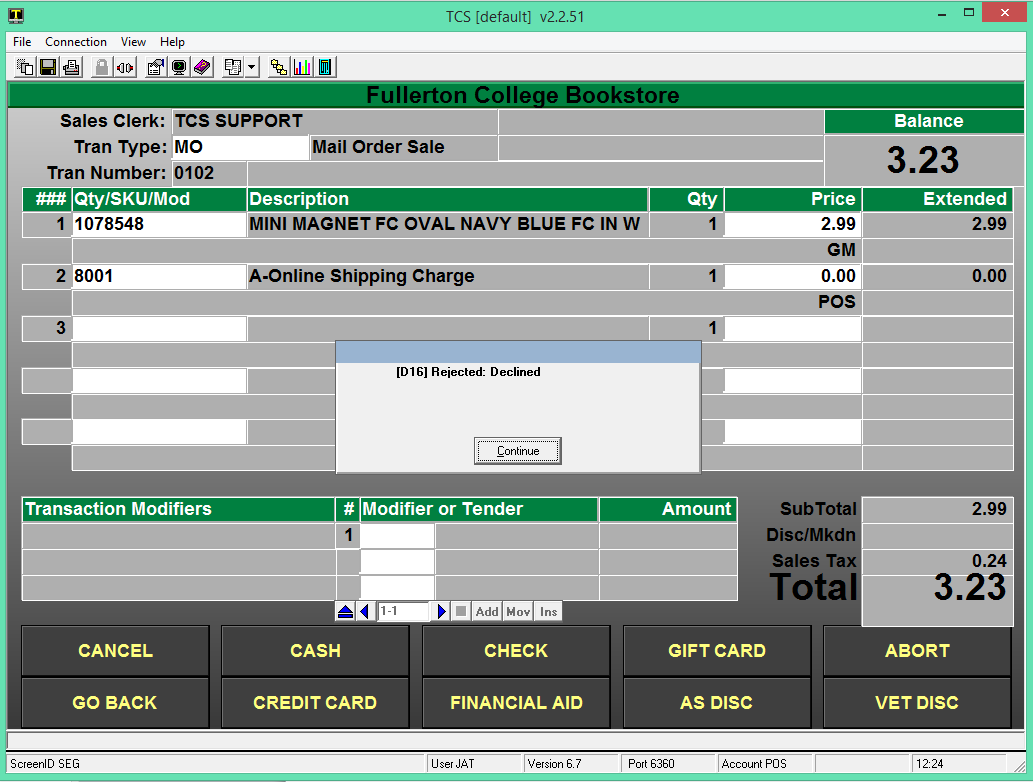 TCS [default] v2.2.51
File Connection View Help
Fullerton College Bookstore
Sales Clerk: TCS SUPPORT
Balance
Tran Type: MO Mail Order Sale
3.23
Tran Number: 0102
### Qty/SKU/Mod Description Qty Price Extended
1 1078548 MINI MAGNET FC OVAL NAVY BLUE FC IN W 1 2.99 2.99
GM
2 8001 A-Online Shipping Charge 1 0.00 0.00
POS
3 1
[D16] Rejected: Declined
Continue
Transaction Modifiers # Modifier or Tender Amount
1
SubTotal 2.99
Disc/Mkdn
Sales Tax 0.24
Total 3.23
1-1 Add Mov Ins
CANCEL CASH CHECK GIFT CARD ABORT
GO BACK CREDIT CARD FINANCIAL AID AS DISC VET DISC
ScreenID SEG User JAT Version 6.7 Port 6360 Account POS 12:24